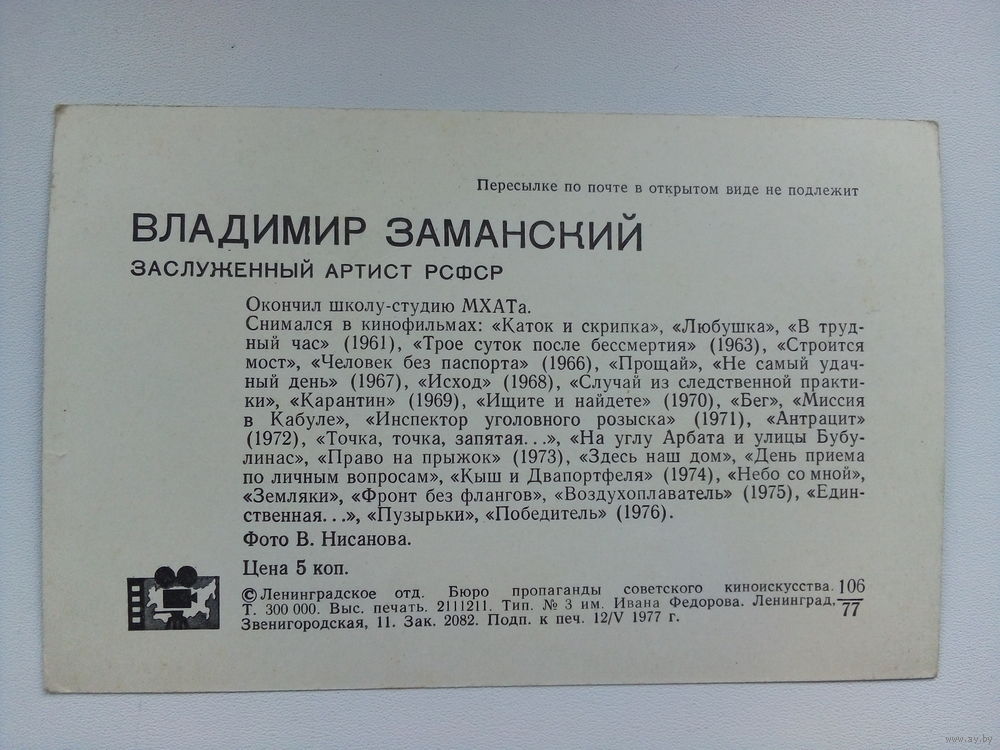 Пересылке по почте в открытом виде не подлежит
ВЛАДИМИР ЗАМАНСКИЙ
ЗАСЛУЖЕННЫЙ АРТИСТ РСФСР
Окончил школу-студию МХАТа.
Снимался в кинофильмах: «Каток и скрипка», «Любушка», «В труд-
ный час» (1961), «Трое суток после бессмертия» (1963), «Строится
мост», «Человек без паспорта» (1966), «Прощай», «Не самый удач-
ный день» (1967), «Исход» (1968), «Случай из следственной практи-
ки», «Карантин» (1969), «Ищите и найдете» (1970), «Бег», «Миссия
в Кабуле», «Инспектор уголовного розыска» (1971), «Антрацит»
(1972), «Точка, точка, запятая...», «На углу Арбата и улицы Бубу-
линас», «Право на прыжок» (1973), «Здесь наш дом», «День приема
по личным вопросам», «Кыш и Двапортфеля» (1974), «Небо со мной»,
«Земляки», «Фронт без флангов», «Воздухоплаватель» (1975), «Един-
ственная...», «Пузырьки», «Победитель» (1976).
Фото В. Нисанова.
Цена 5 коп.
©Ленинградское отд. Бюро пропаганды советского киноискусства. 106
Т. 300 000. Выс. печать. 2111211. Тип. № 3 им. Ивана Федорова. Ленинград, 77
Звенигородская, 11. Зак. 2082. Подп. к печ. 12/V 1977 г.
www.ay.by